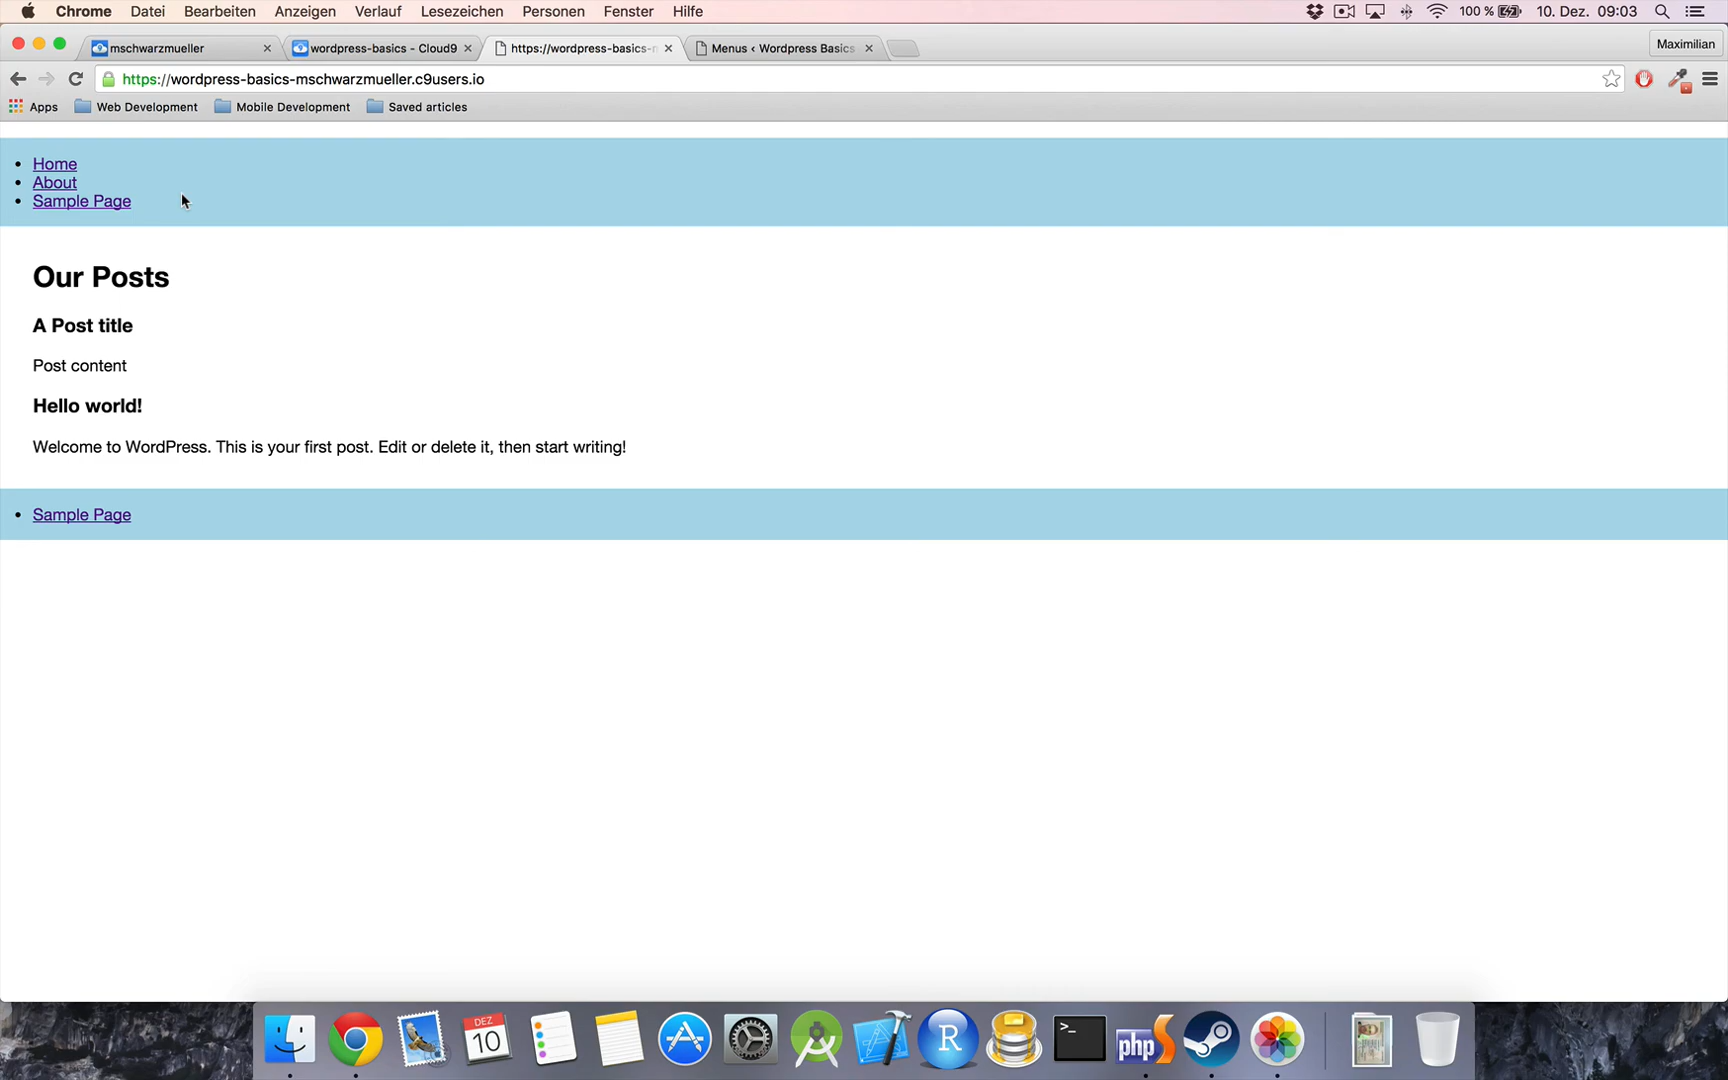 Chrome Datei Bearbeiten Anzeigen Verlauf Lesezeichen Personen Fenster Hilfe 100 % 10. Dez. 09:03
mschwarzmueller wordpress-basics - Cloud9 https://wordpress-basics-m Menus ‹ Wordpress Basics Maximilian
https://wordpress-basics-mschwarzmueller.c9users.io
Apps Web Development Mobile Development Saved articles
• Home
• About
• Sample Page
Our Posts
A Post title
Post content
Hello world!
Welcome to WordPress. This is your first post. Edit or delete it, then start writing!
• Sample Page
DEZ
10
R
>_
php S